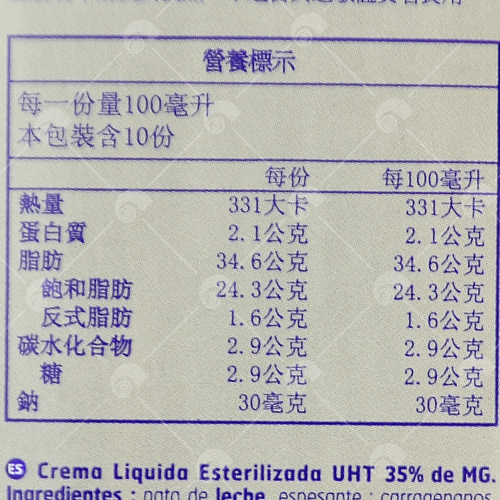 營養標示
每一份量100毫升
本包裝含10份
每份 每100毫升
熱量 331大卡 331大卡
蛋白質 2.1公克 2.1公克
脂肪 34.6公克 34.6公克
飽和脂肪 24.3公克 24.3公克
反式脂肪 1.6公克 1.6公克
碳水化合物 2.9公克 2.9公克
糖 2.9公克 2.9公克
鈉 30毫克 30毫克
ES Crema Liquida Esterilizada UHT 35% de MG.
Ingredientes : nata de leche, espesante : carragenanos,